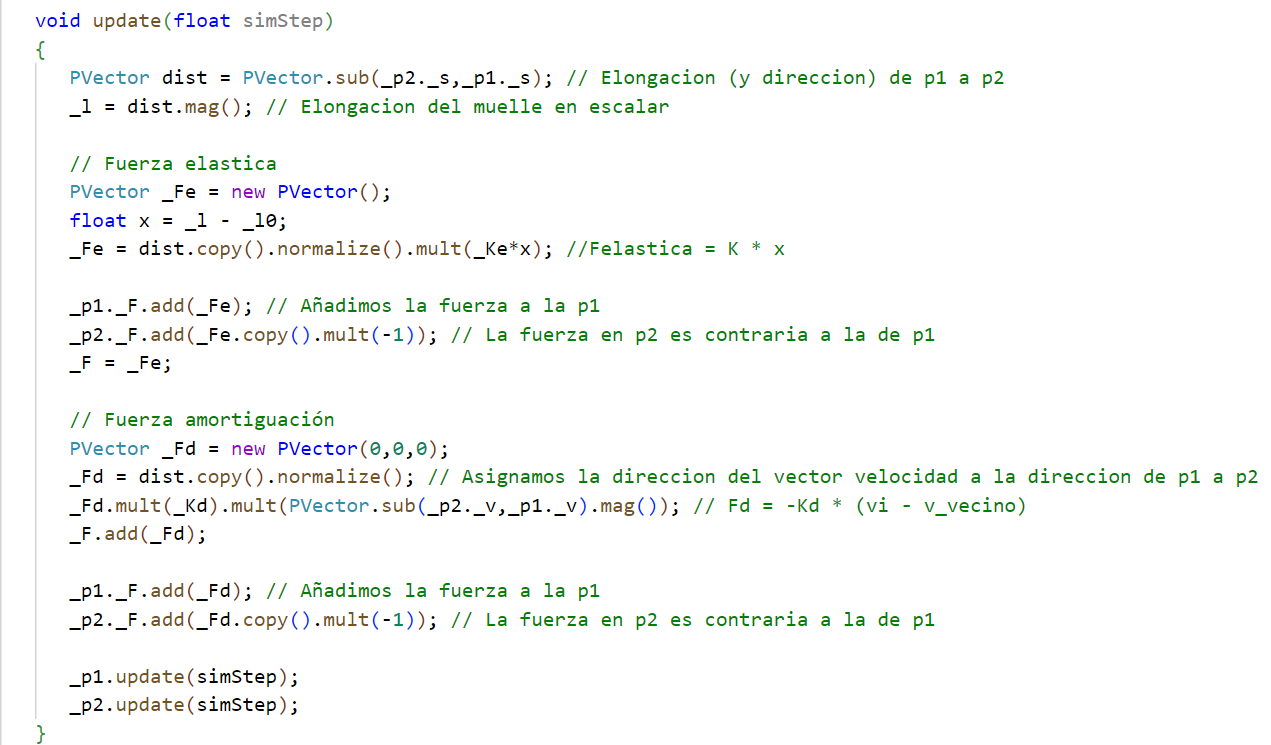 void update(float simStep)
{
PVector dist = PVector.sub(_p2._s,_p1._s); // Elongacion (y direccion) de p1 a p2
_l = dist.mag(); // Elongacion del muelle en escalar
// Fuerza elastica
PVector _Fe = new PVector();
float x = _l - _l0;
_Fe = dist.copy().normalize().mult(_Ke*x); //Felastica = K * x
_p1._F.add(_Fe); // Añadimos la fuerza a la p1
_p2._F.add(_Fe.copy().mult(-1)); // La fuerza en p2 es contraria a la de p1
_F = _Fe;
// Fuerza amortiguación
PVector _Fd = new PVector(0,0,0);
_Fd = dist.copy().normalize(); // Asignamos la direccion del vector velocidad a la direccion de p1 a p2
_Fd.mult(_Kd).mult(PVector.sub(_p2._v,_p1._v).mag()); // Fd = -Kd * (vi - v_vecino)
_F.add(_Fd);
_p1._F.add(_Fd); // Añadimos la fuerza a la p1
_p2._F.add(_Fd.copy().mult(-1)); // La fuerza en p2 es contraria a la de p1
_p1.update(simStep);
_p2.update(simStep);
}